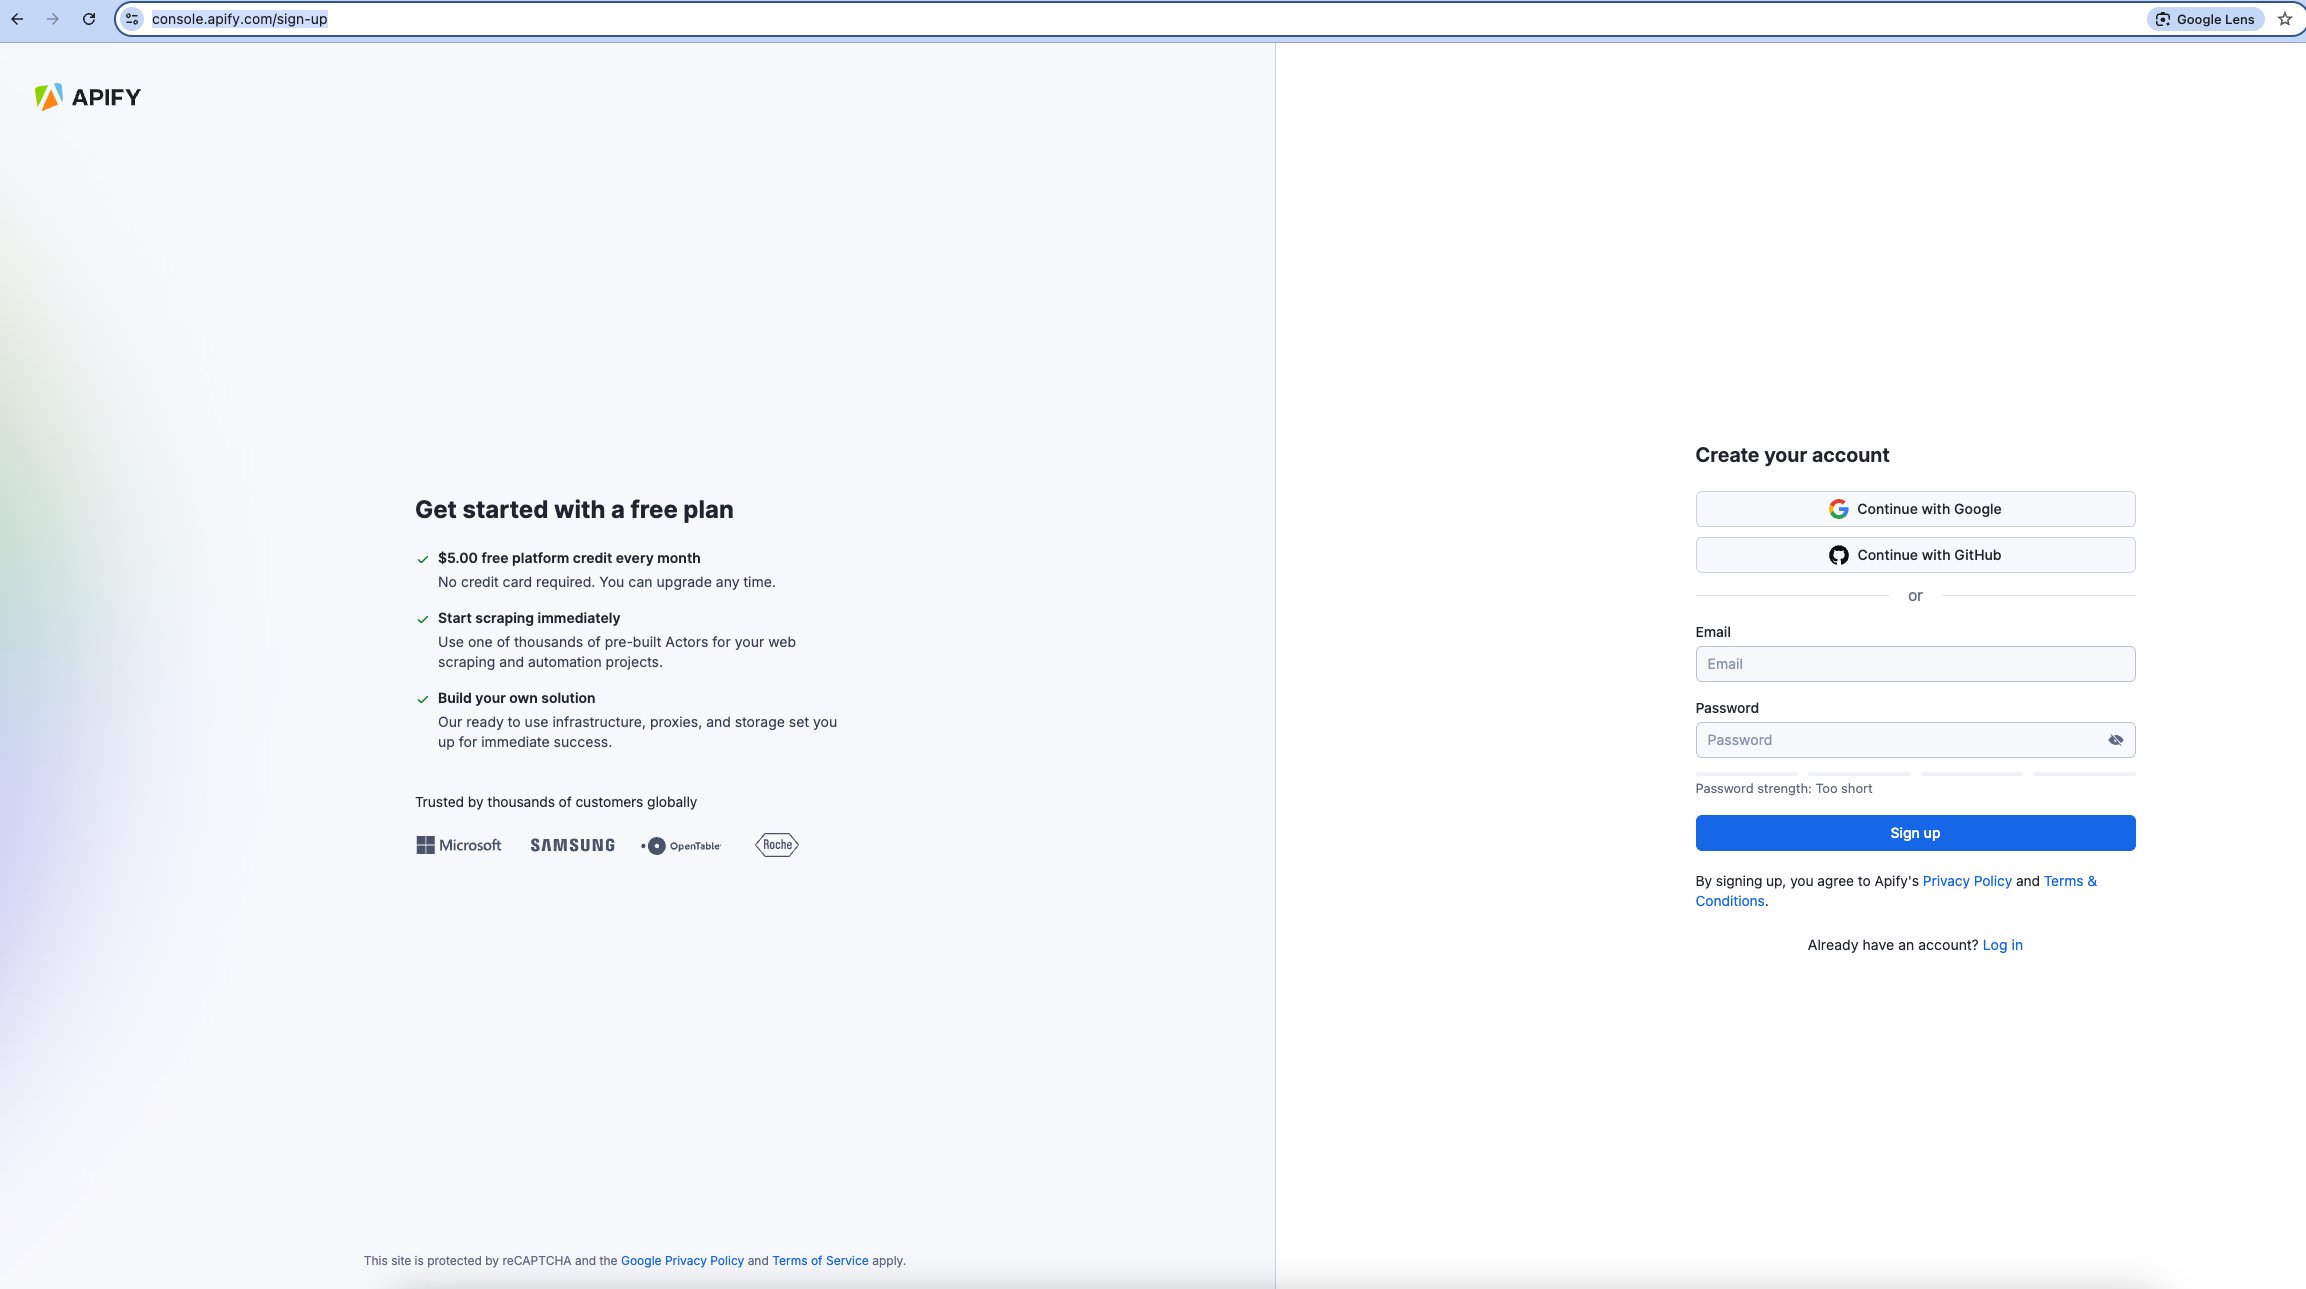 console.apify.com/sign-up
Google Lens
APIFY
Get started with a free plan
$5.00 free platform credit every month
No credit card required. You can upgrade any time.
Start scraping immediately
Use one of thousands of pre-built Actors for your web
scraping and automation projects.
Build your own solution
Our ready to use infrastructure, proxies, and storage set you
up for immediate success.
Trusted by thousands of customers globally
Microsoft SAMSUNG OpenTable Roche
This site is protected by reCAPTCHA and the Google Privacy Policy and Terms of Service apply.
Create your account
Continue with Google
Continue with GitHub
or
Email
Email
Password
Password
Password strength: Too short
Sign up
By signing up, you agree to Apify's Privacy Policy and Terms &
Conditions.
Already have an account? Log in